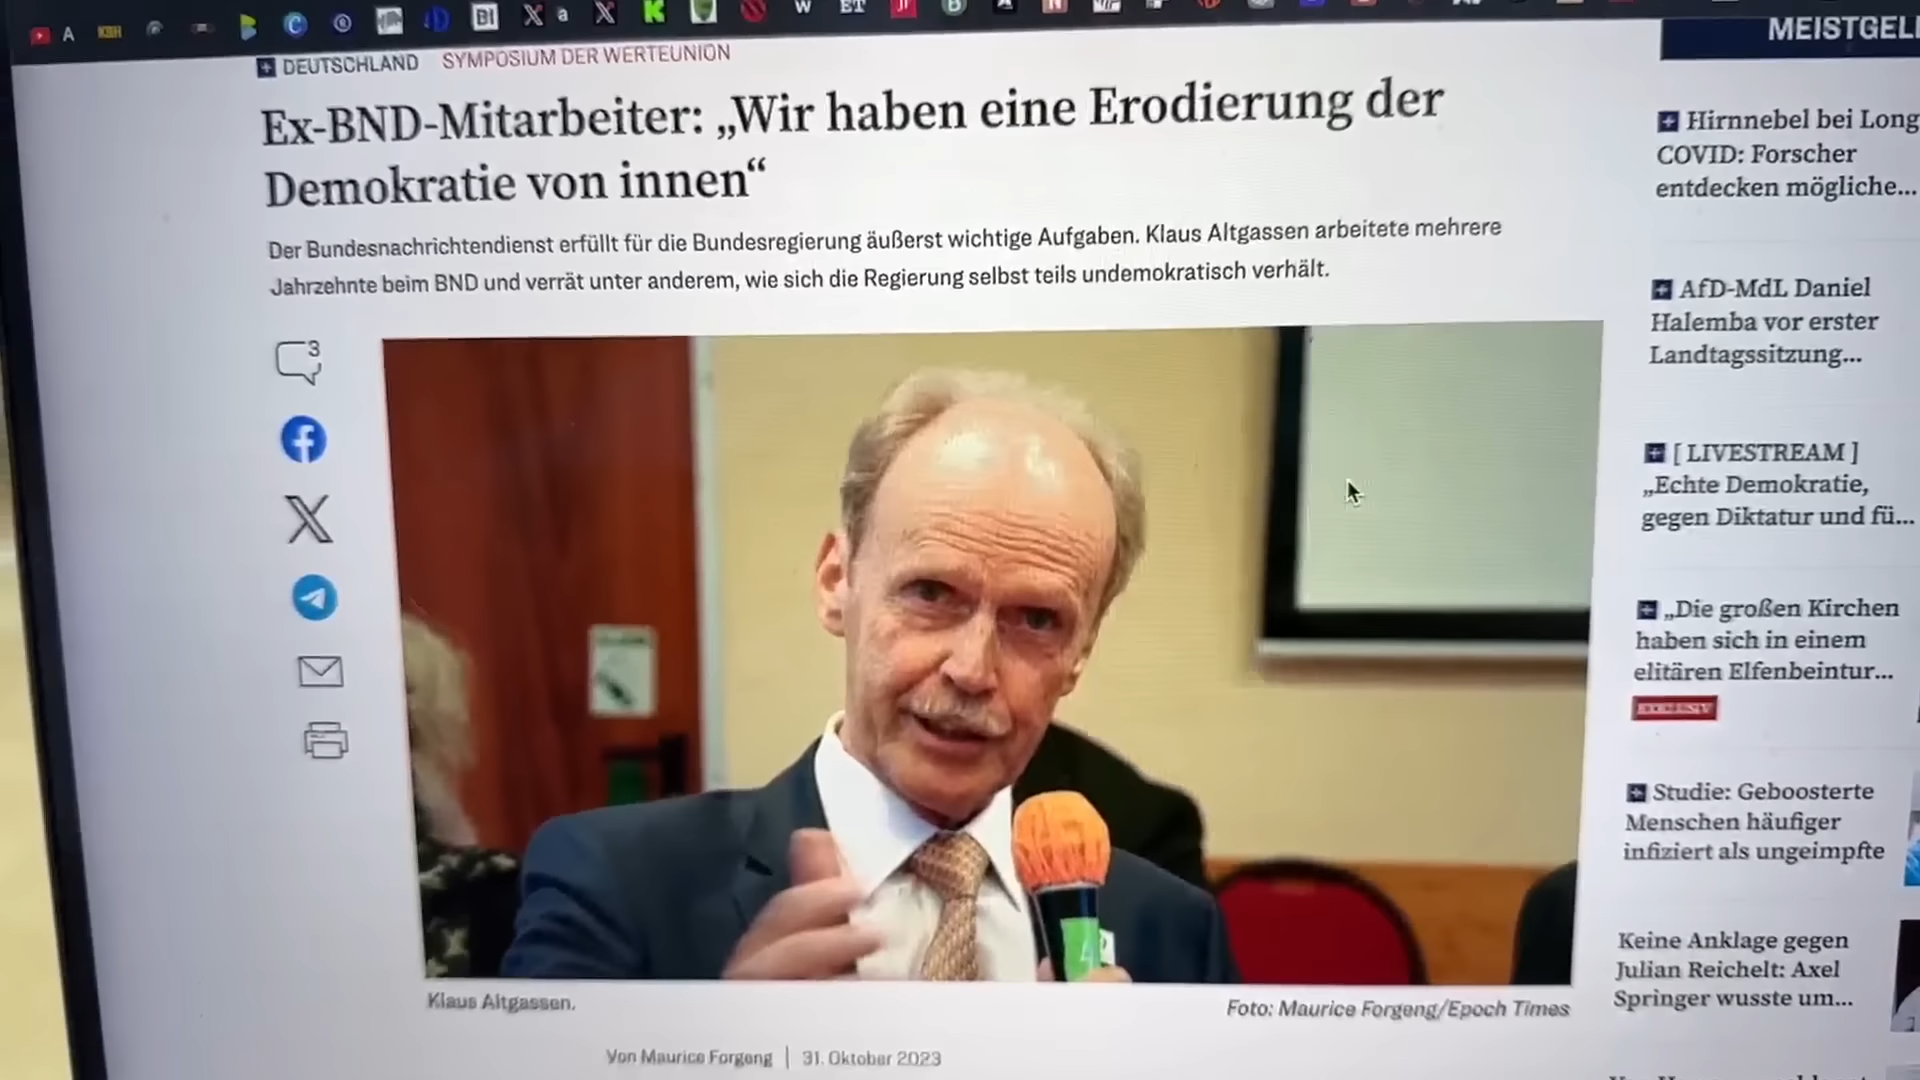 A
BI
a
W
ET
DEUTSCHLAND SYMPOSIUM DER WERTEUNION
Ex-BND-Mitarbeiter: „Wir haben eine Erodierung der
Demokratie von innen“
Der Bundesnachrichtendienst erfüllt für die Bundesregierung äußerst wichtige Aufgaben. Klaus Altgassen arbeitete mehrere
Jahrzehnte beim BND und verrät unter anderem, wie sich die Regierung selbst teils undemokratisch verhält.
3
Klaus Altgassen.
Foto: Maurice Forgeng/Epoch Times
Von Maurice Forgeng | 31. Oktober 2023
MEISTGEL
Hirnnebel bei Long
COVID: Forscher
entdecken mögliche...
AfD-MdL Daniel
Halemba vor erster
Landtagssitzung...
[ LIVESTREAM ]
„Echte Demokratie,
gegen Diktatur und fü...
„Die großen Kirchen
haben sich in einem
elitären Elfenbeintur...
EXKLUSIV
Studie: Geboosterte
Menschen häufiger
infiziert als ungeimpfte
Keine Anklage gegen
Julian Reichelt: Axel
Springer wusste um...